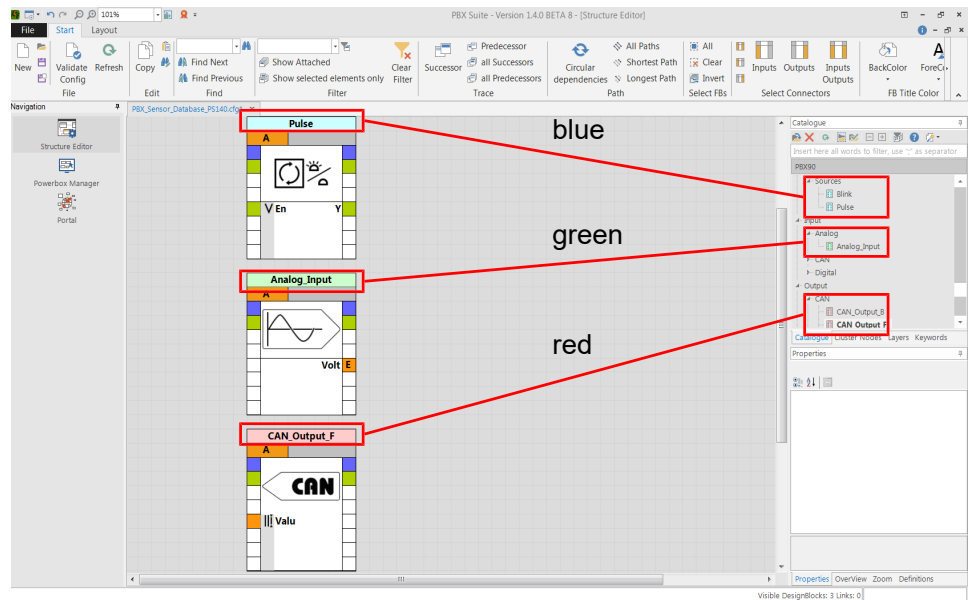 101%
PBX Suite - Version 1.4.0 BETA 8 - [Structure Editor]
File Start Layout
New
Validate Config
Refresh
File
Copy
Edit
Find Next
Find Previous
Find
Show Attached
Show selected elements only
Clear Filter
Filter
Successor
Predecessor
all Successors
all Predecessors
Trace
Circular dependencies
All Paths
Shortest Path
Longest Path
Path
All
Clear
Invert
Select FBs
Inputs
Outputs
Inputs Outputs
Select Connectors
BackColor
ForeCo
FB Title Color
Navigation
Structure Editor
Powerbox Manager
Portal
PBX_Sensor_Database_PS140.cfgx
Pulse
A
V En Y
blue
Analog_Input
A
Volt E
green
CAN_Output_F
A
CAN
Valu
red
Catalogue
Insert here all words to filter, use ";" as separator
PBX90
Sources
Blink
Pulse
Input
Analog
Analog_Input
CAN
Digital
Output
CAN
CAN_Output_B
CAN Output F
Catalogue Cluster Nodes Layers Keywords
Properties
Properties OverView Zoom Definitions
Visible DesignBlocks: 3 Links: 0